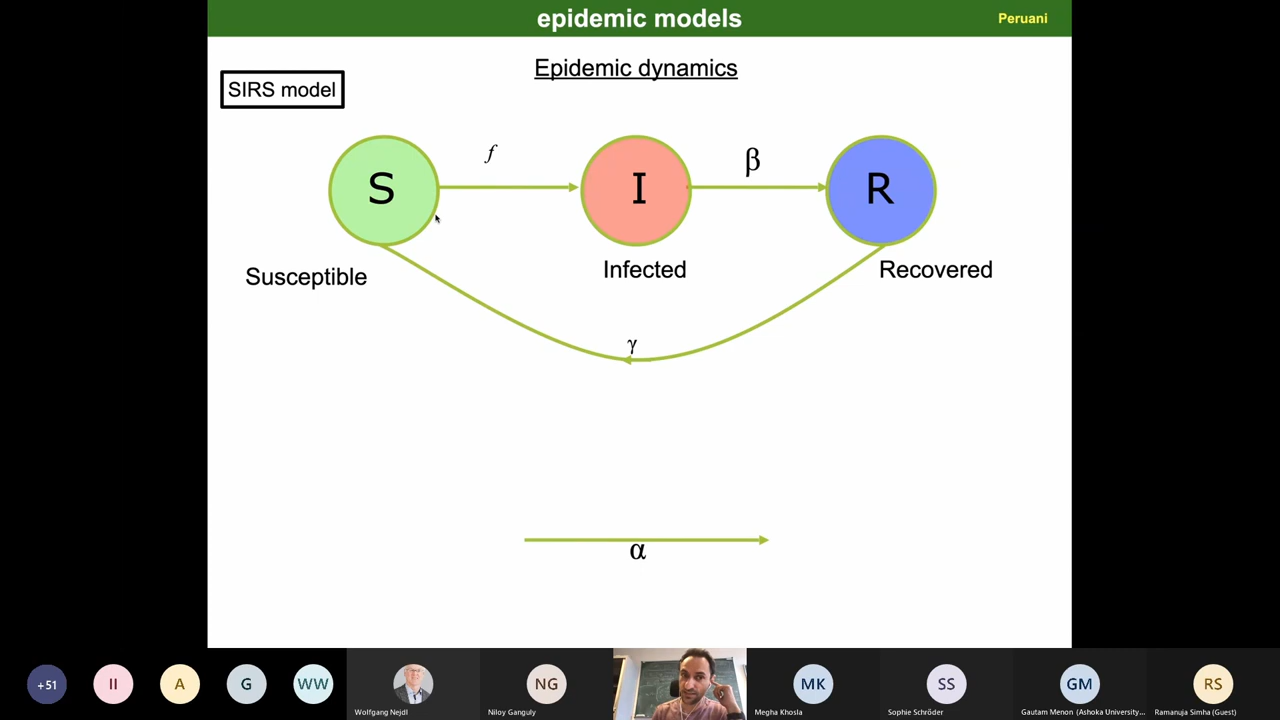 epidemic models
Peruani
Epidemic dynamics
SIRS model
f
β
S
I
R
Susceptible
Infected
Recovered
γ
α
+51
II
A
G
WW
NG
MK
SS
GM
RS
Wolfgang Nejdl
Niloy Ganguly
Megha Khosla
Sophie Schröder
Gautam Menon (Ashoka University...
Ramanuja Simha (Guest)